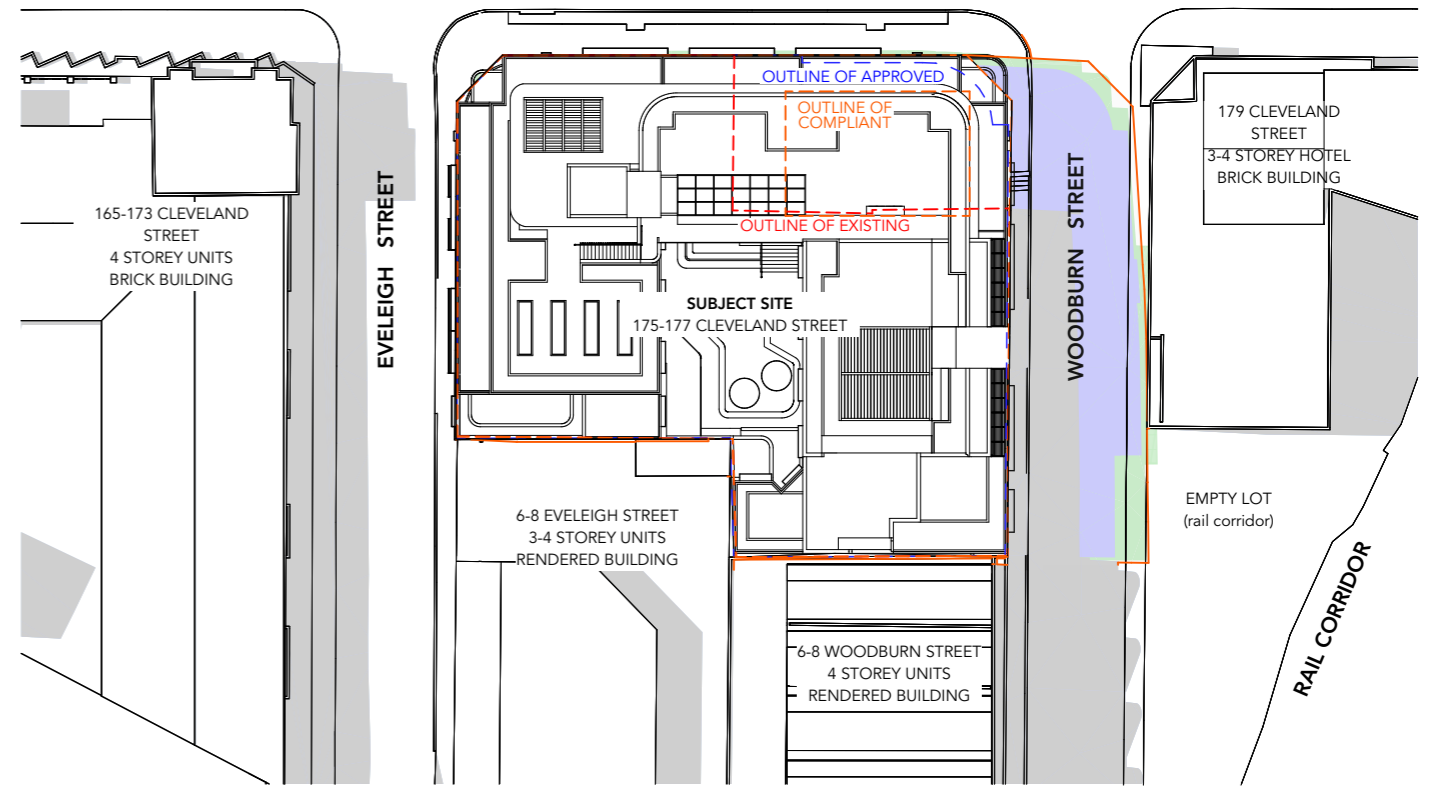 OUTLINE OF APPROVED
OUTLINE OF
COMPLIANT
179 CLEVELAND
STREET
3-4 STOREY HOTEL
BRICK BUILDING
165-173 CLEVELAND
STREET
4 STOREY UNITS
BRICK BUILDING
EVELEIGH STREET
OUTLINE OF EXISTING
WOODBURN STREET
SUBJECT SITE
175-177 CLEVELAND STREET
6-8 EVELEIGH STREET
3-4 STOREY UNITS
RENDERED BUILDING
EMPTY LOT
(rail corridor)
RAIL CORRIDOR
6-8 WOODBURN STREET
4 STOREY UNITS
RENDERED BUILDING